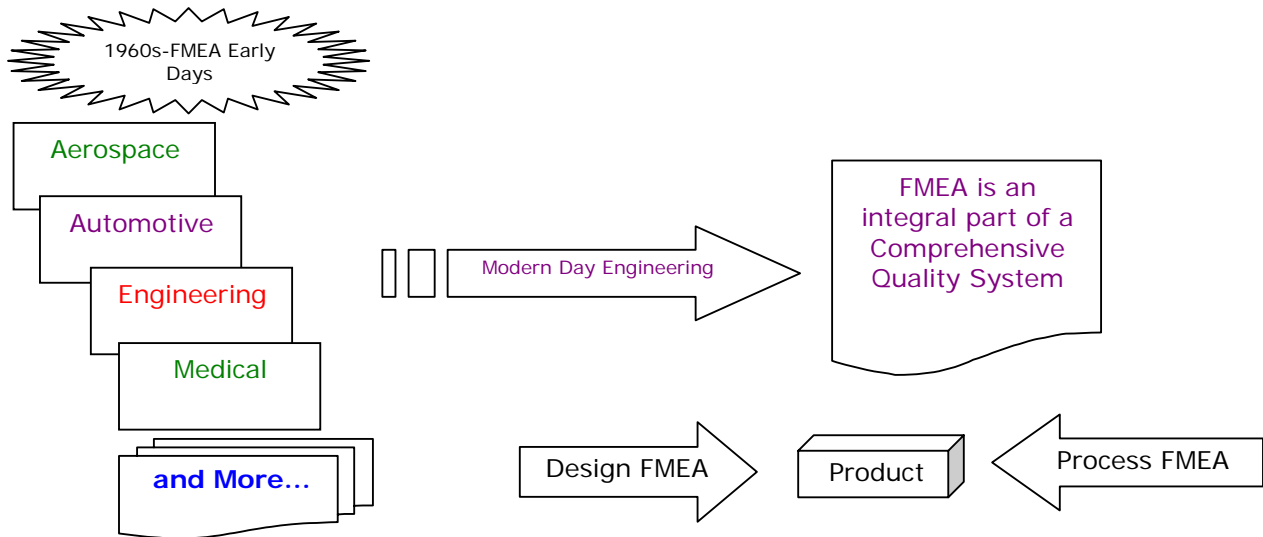 1960s-FMEA Early
Days
Aerospace
Automotive
Engineering
Medical
and More...
Modern Day Engineering
FMEA is an
integral part of a
Comprehensive
Quality System
Design FMEA
Product
Process FMEA